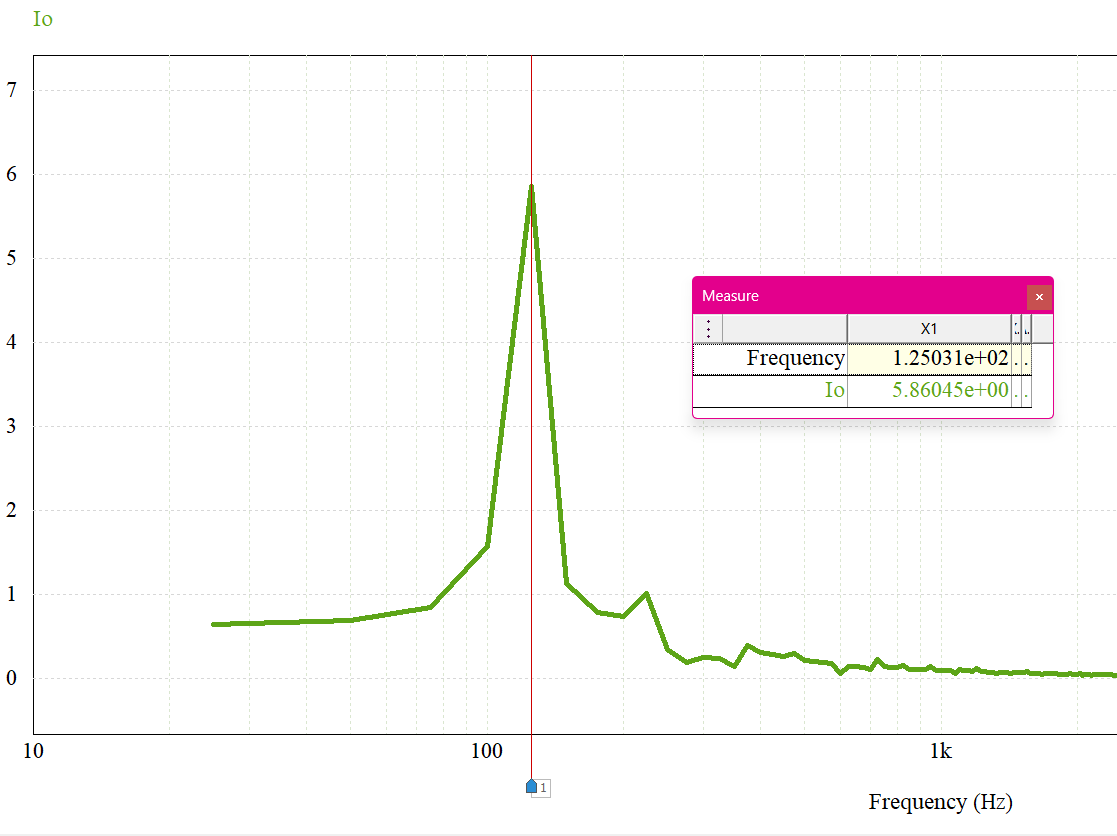 Io
7
6
5
4
3
2
1
0
Measure
X1
Frequency 1.25031e+02 . .
Io 5.86045e+00 . .
10 100 1k
1
Frequency (Hz)